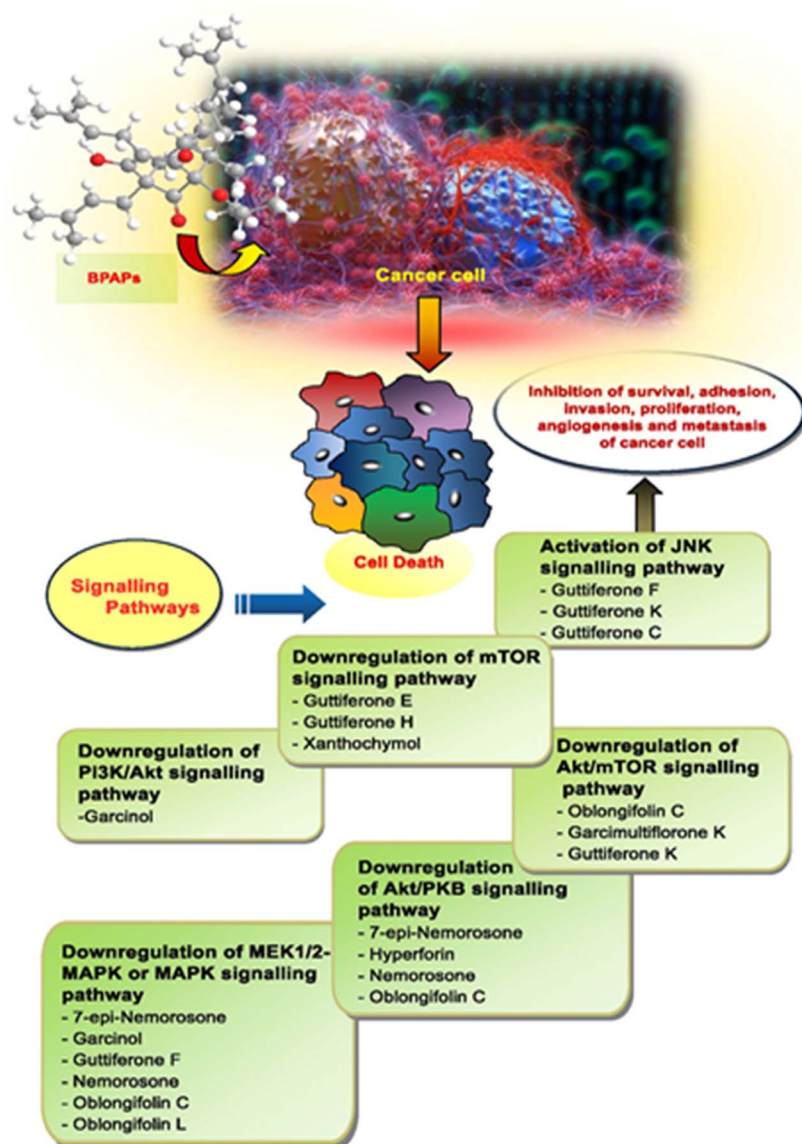 BPAPs
Cancer cell
Inhibition of survival, adhesion,
invasion, proliferation,
angiogenesis and metastasis
of cancer cell
Cell Death
Signalling
Pathways
Activation of JNK
signalling pathway
- Guttiferone F
- Guttiferone K
- Guttiferone C
Downregulation of mTOR
signalling pathway
- Guttiferone E
- Guttiferone H
- Xanthochymol
Downregulation of
PI3K/Akt signalling
pathway
-Garcinol
Downregulation of
Akt/mTOR signalling
pathway
- Oblongifolin C
- Garcimultiflorone K
- Guttiferone K
Downregulation
of Akt/PKB signalling
pathway
- 7-epi-Nemorosone
- Hyperforin
- Nemorosone
- Oblongifolin C
Downregulation of MEK1/2-
MAPK or MAPK signalling
pathway
- 7-epi-Nemorosone
- Garcinol
- Guttiferone F
- Nemorosone
- Oblongifolin C
- Oblongifolin L